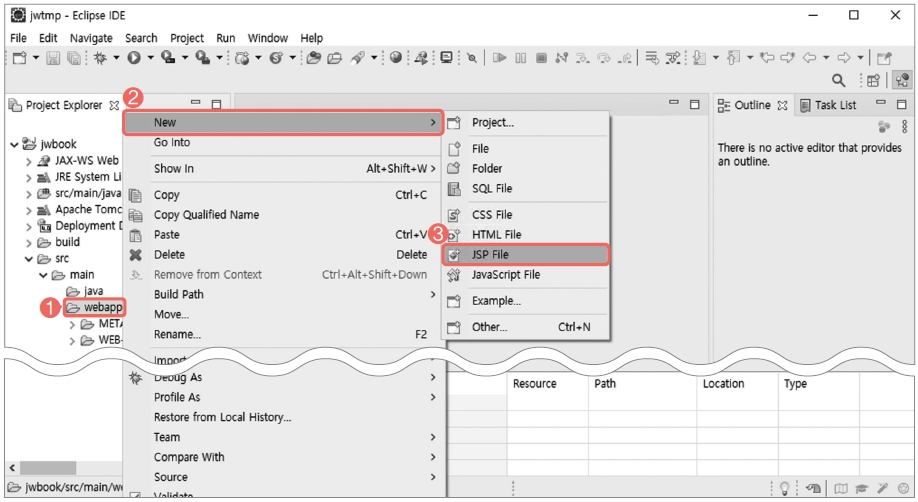 jwtmp - Eclipse IDE
File Edit Navigate Search Project Run Window Help
Project Explorer
jwbook
JAX-WS Web
JRE System Li
src/main/java
Apache Tomc
Deployment D
build
src
main
java
1
webapp
META
WEB-
2
New
Go Into
Show In Alt+Shift+W >
Copy Ctrl+C
Copy Qualified Name
Paste Ctrl+V
Delete Delete
Remove from Context Ctrl+Alt+Shift+Down
Build Path
Move...
Rename... F2
Import
Debug As
Profile As
Restore from Local History...
Team
Compare With
Source
Validate
Project...
File
Folder
SQL File
CSS File
3
HTML File
JSP File
JavaScript File
Example...
Other... Ctrl+N
Outline Task List
There is no active editor that provides
an outline.
Resource Path Location Type
jwbook/src/main/we